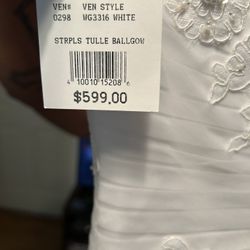 VEN# VEN STYLE
0298 WG3316 WHITE
STRPLS TULLE BALLGOW
4 10010 15208 6
$599.00